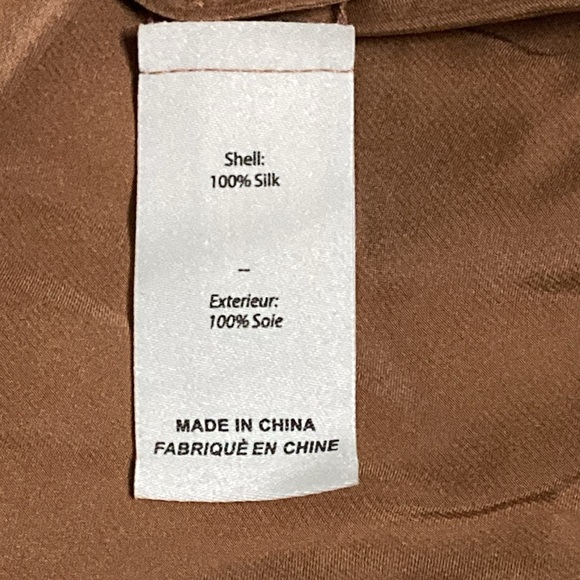 Shell:
100% Silk
–
Exterieur:
100% Soie
MADE IN CHINA
FABRIQUÈ EN CHINE